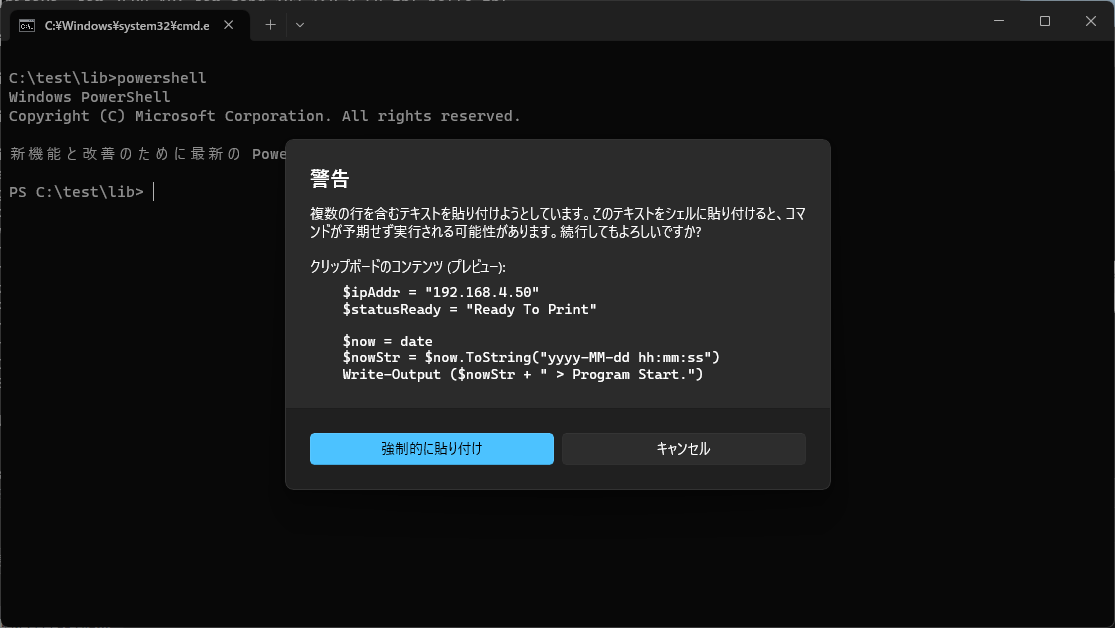 C:¥Windows¥system32¥cmd.e
C:\test\lib>powershell
Windows PowerShell
Copyright (C) Microsoft Corporation. All rights reserved.
新機能と改善のために最新の Powe
PS C:\test\lib>
警告
複数の行を含むテキストを貼り付けようとしています。このテキストをシェルに貼り付けると、コマ
ンドが予期せず実行される可能性があります。続行してもよろしいですか?
クリップボードのコンテンツ (プレビュー):
$ipAddr = "192.168.4.50"
$statusReady = "Ready To Print"
$now = date
$nowStr = $now.ToString("yyyy-MM-dd hh:mm:ss")
Write-Output ($nowStr + " > Program Start.")
強制的に貼り付け
キャンセル